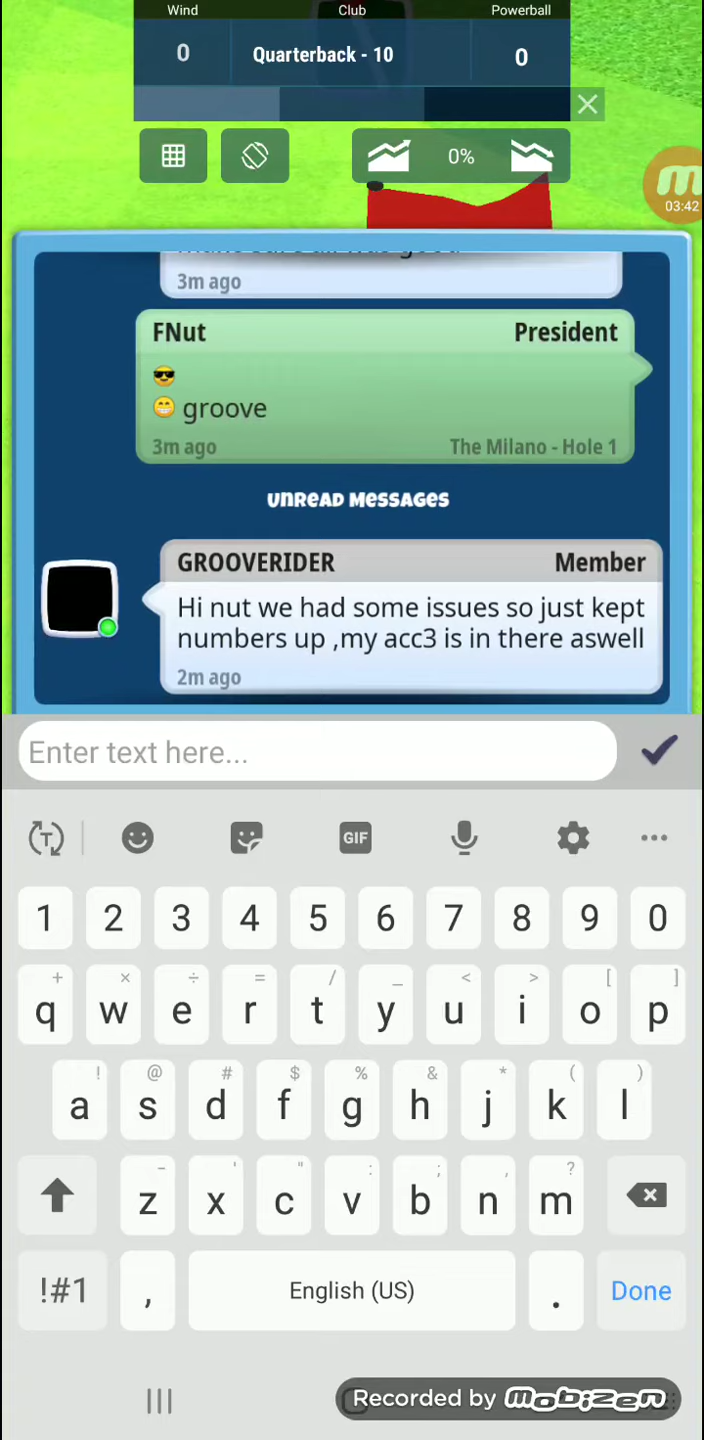 Wind Club Powerball
0 Quarterback - 10 0
0%
03:42
3m ago
FNut President
😎
😁 groove
3m ago The Milano - Hole 1
Unread Messages
GROOVERIDER Member
Hi nut we had some issues so just kept
numbers up ,my acc3 is in there aswell
2m ago
Enter text here...
T GIF
1 2 3 4 5 6 7 8 9 0
+ × ÷ = / _ < > [ ]
q w e r t y u i o p
! @ # $ % & * ( )
a s d f g h j k l
- ' " : ; , ?
z x c v b n m
!#1 , English (US) . Done
Recorded by mobizen